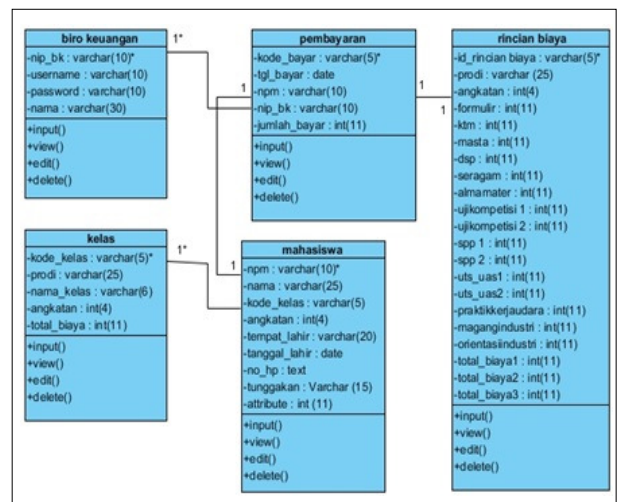 biro keuangan
-nip_bk : varchar(10)*
-username : varchar(10)
-password : varchar(10)
-nama : varchar(30)
+input()
+view()
+edit()
+delete()
1*
pembayaran
-kode_bayar : varchar(5)*
-tgl_bayar : date
-npm : varchar(10)
-nip_bk : varchar(10)
-jumlah_bayar : int(11)
+input()
+view()
+edit()
+delete()
1
1
1
rincian biaya
-id_rincian biaya : varchar(5)*
-prodi : varchar (25)
-angkatan : int(4)
-formulir : int(11)
-ktm : int(11)
-masta : int(11)
-dsp : int(11)
-seragam : int(11)
-almamater : int(11)
-ujikompetisi 1 : int(11)
-ujikompetisi 2 : int(11)
-spp 1 : int(11)
-spp 2 : int(11)
-uts_uas1 : int(11)
-uts_uas2 : int(11)
-praktikkerjaudara : int(11)
-magangindustri : int(11)
-orientasiindustri : int(11)
-total_biaya1 : int(11)
-total_biaya2 : int(11)
-total_biaya3 : int(11)
+input()
+view()
+edit()
+delete()
kelas
-kode_kelas : varchar(5)*
-prodi : varchar(25)
-nama_kelas : varchar(6)
-angkatan : int(4)
-total_biaya : int(11)
+input()
+view()
+edit()
+delete()
1*
1
mahasiswa
-npm : varchar(10)*
-nama : varchar(25)
-kode_kelas : varchar(5)
-angkatan : int(4)
-tempat_lahir : varchar(20)
-tanggal_lahir : date
-no_hp : text
-tunggakan : Varchar (15)
-attribute : int (11)
+input()
+view()
+edit()
+delete()